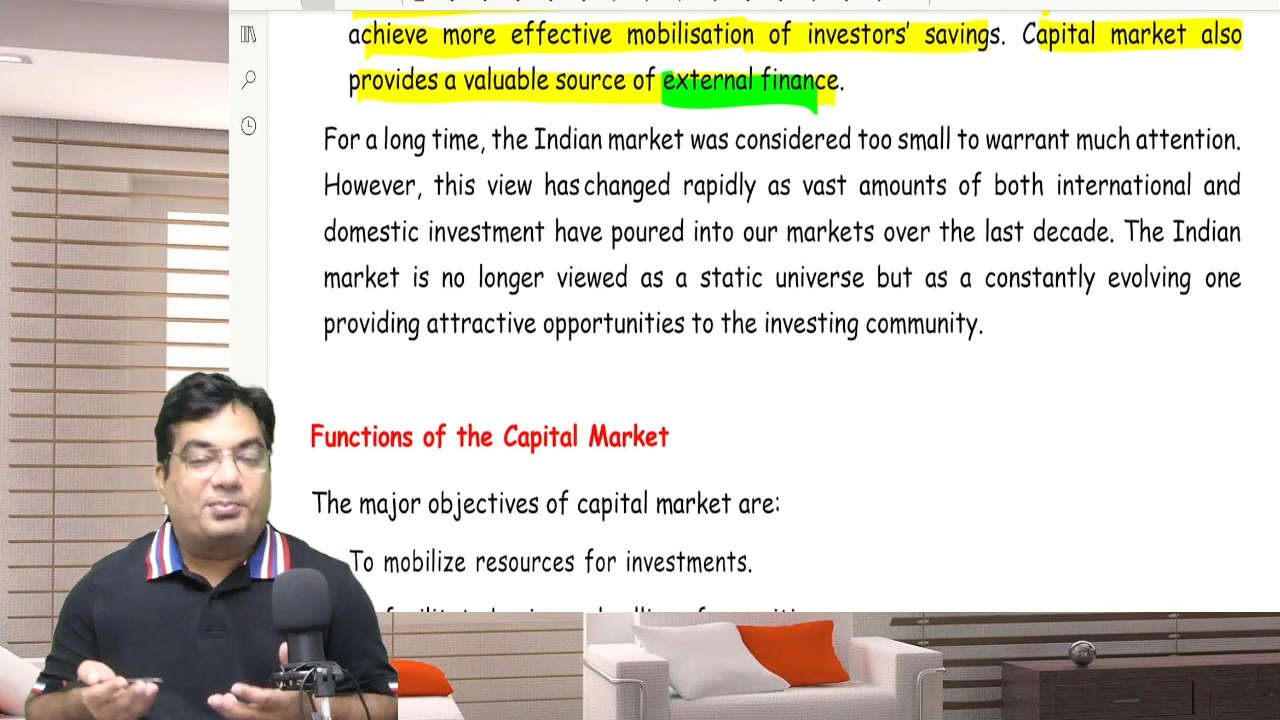 achieve more effective mobilisation of investors' savings. Capital market also
provides a valuable source of external finance.
For a long time, the Indian market was considered too small to warrant much attention.
However, this view has changed rapidly as vast amounts of both international and
domestic investment have poured into our markets over the last decade. The Indian
market is no longer viewed as a static universe but as a constantly evolving one
providing attractive opportunities to the investing community.
Functions of the Capital Market
The major objectives of capital market are:
To mobilize resources for investments.